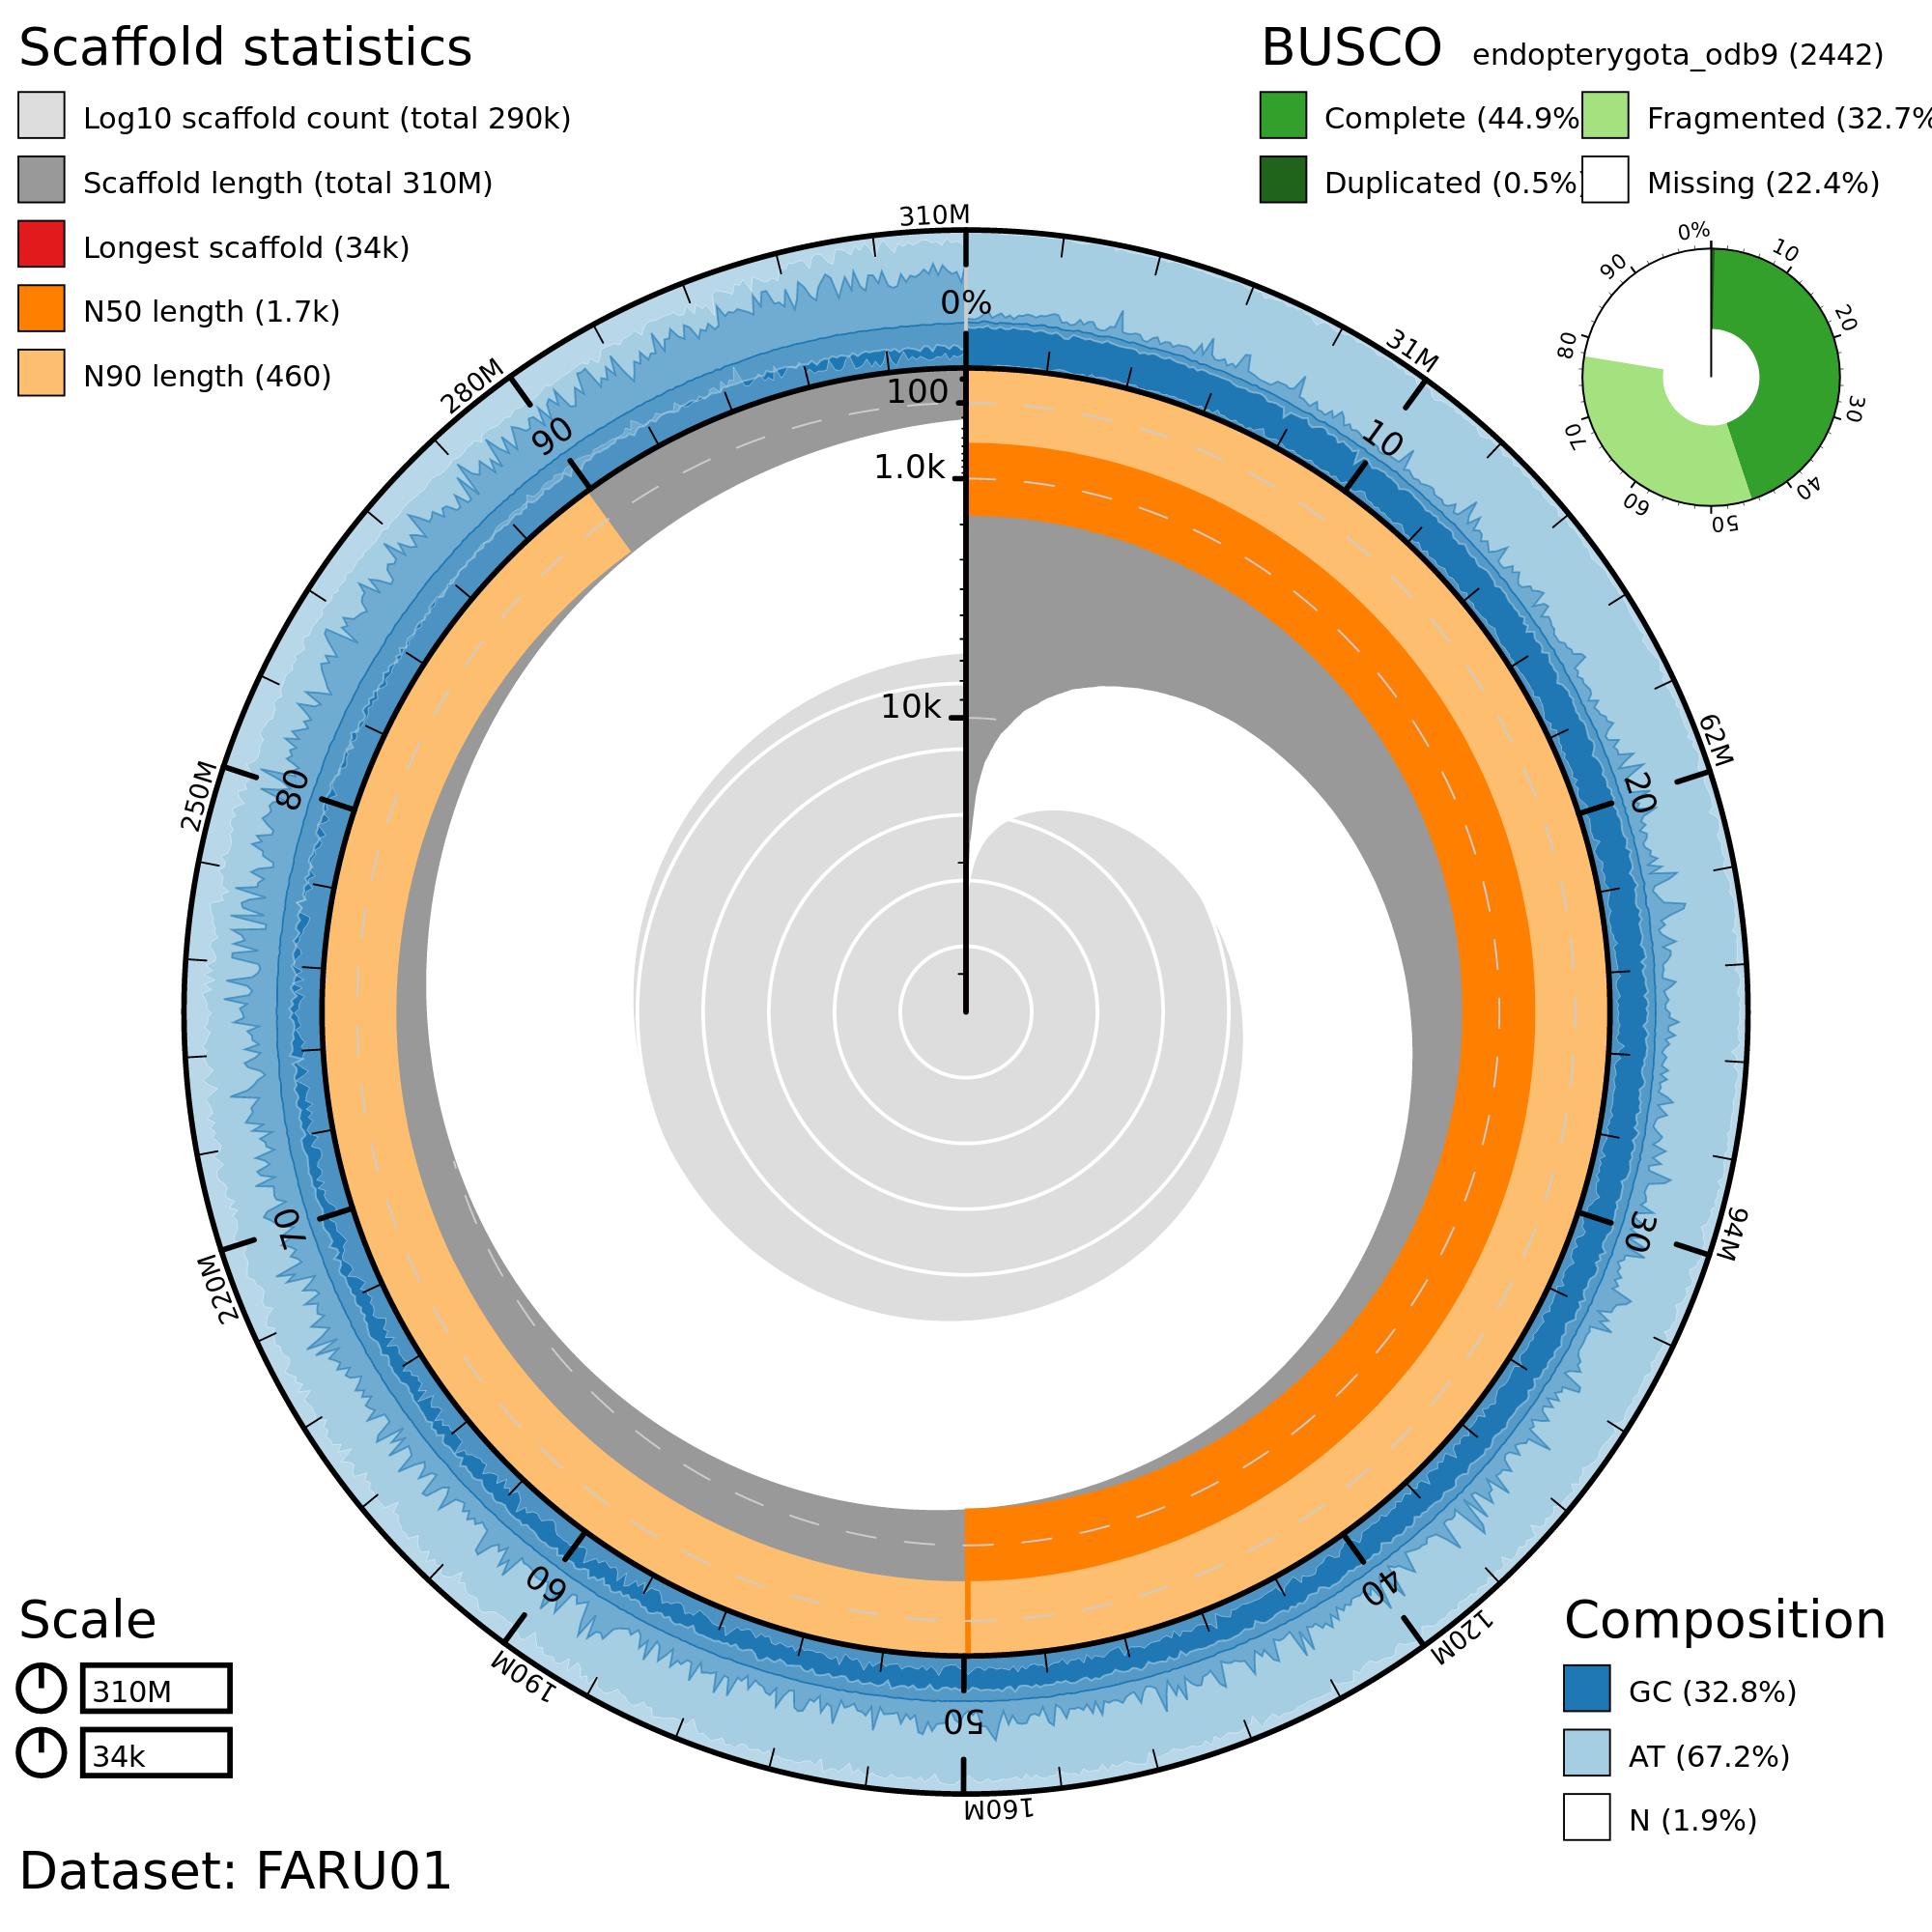 Scaffold statistics
Log10 scaffold count (total 290k)
Scaffold length (total 310M)
Longest scaffold (34k)
N50 length (1.7k)
N90 length (460)
BUSCO endopterygota_odb9 (2442)
Complete (44.9% Fragmented (32.7%
Duplicated (0.5%) Missing (22.4%)
0%
10
20
30
40
50
60
70
80
90
310M
31M
62M
94M
120M
160M
190M
220M
250M
280M
0%
10
20
30
40
50
60
70
80
90
100
1.0k
10k
Scale
310M
34k
Composition
GC (32.8%)
AT (67.2%)
N (1.9%)
Dataset: FARU01